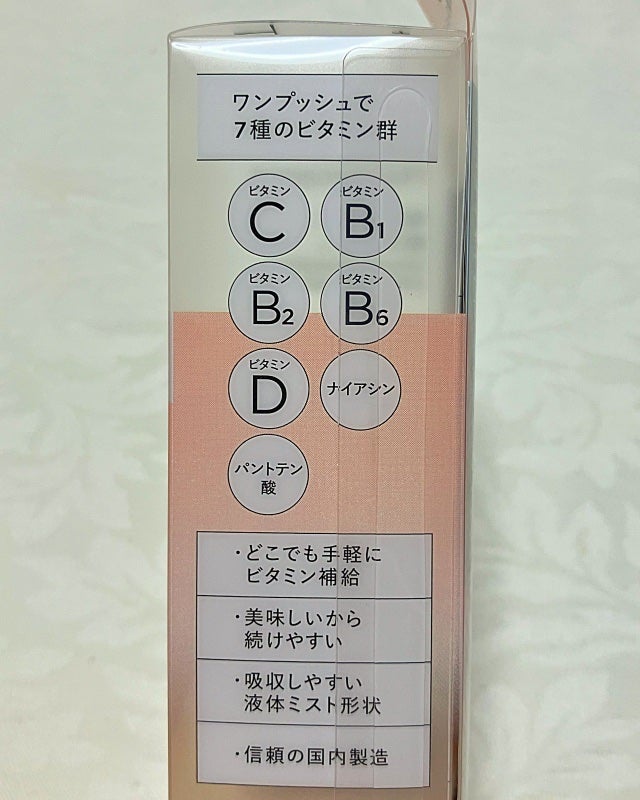 ワンプッシュで
7種のビタミン群
ビタミン
C
ビタミン
B1
ビタミン
B2
ビタミン
B6
ビタミン
D
ナイアシン
パントテン
酸
・どこでも手軽に
ビタミン補給
・美味しいから
続けやすい
・吸収しやすい
液体ミスト形状
・信頼の国内製造